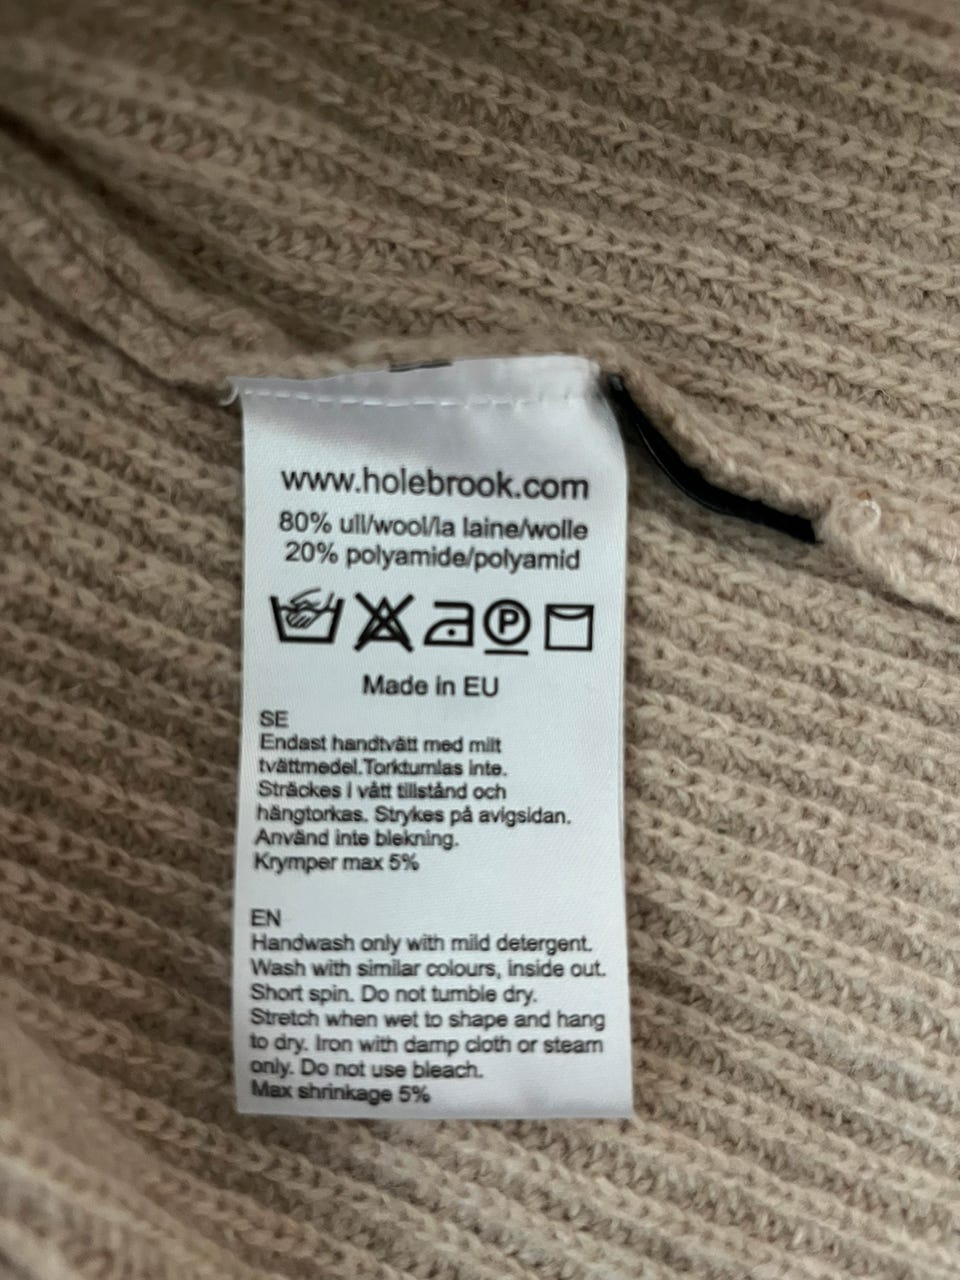 www.holebrook.com
80% ull/wool/la laine/wolle
20% polyamide/polyamid
P
Made in EU
SE
Endast handtvätt med milt
tvättmedel.Torktumlas inte.
Sträckes i vått tillstånd och
hängtorkas. Strykes på avigsidan.
Använd inte blekning.
Krymper max 5%
EN
Handwash only with mild detergent.
Wash with similar colours, inside out.
Short spin. Do not tumble dry.
Stretch when wet to shape and hang
to dry. Iron with damp cloth or steam
only. Do not use bleach.
Max shrinkage 5%